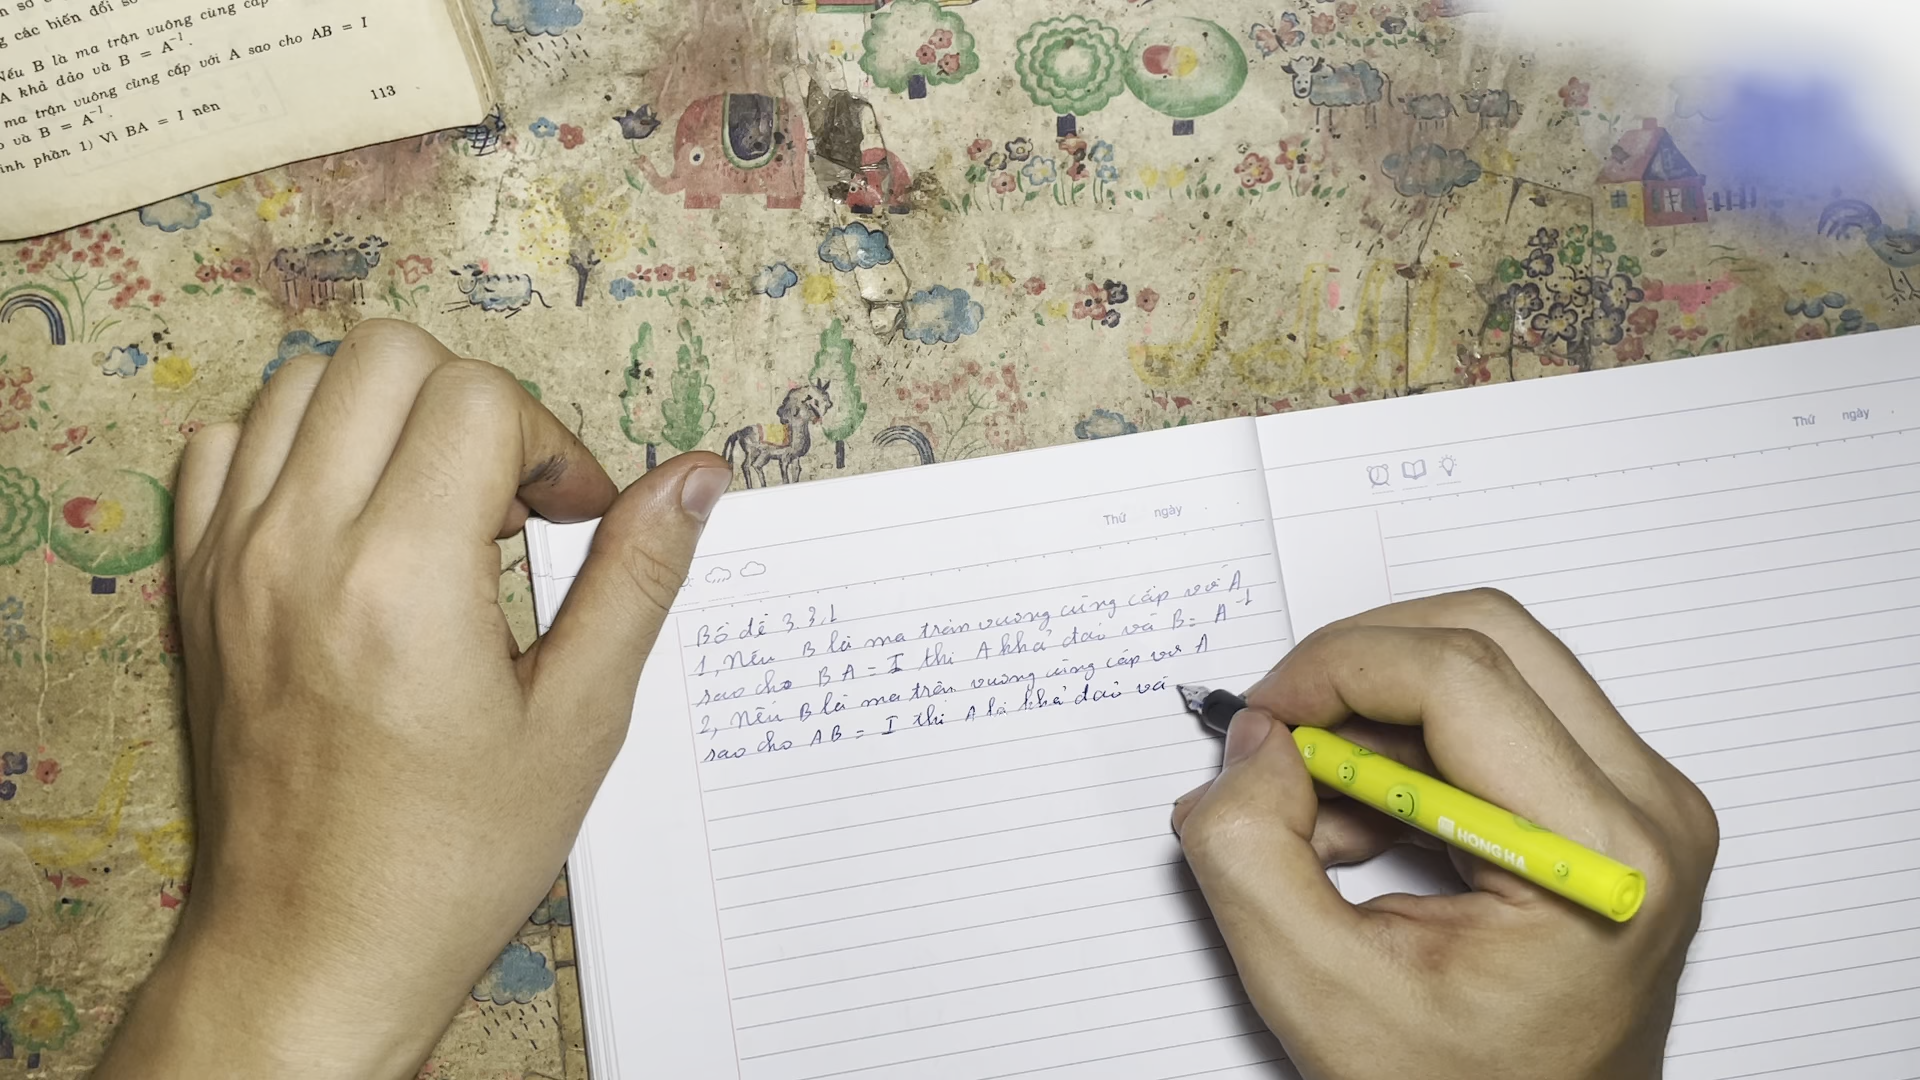 các biến đổi sơ
Nếu B là ma trận vuông cùng cấp
A khả đảo và B = A⁻¹.
ma trận vuông cùng cấp với A sao cho AB = I
và B = A⁻¹.
inh phần 1) Vì BA = I nên
113
Thứ ngày
Bổ đề 3.3.1
1, Nếu B là ma trận vuông cùng cấp với A
sao cho BA = I thì A khả đảo và B = A⁻¹
2, Nếu B là ma trận vuông cùng cấp với A
sao cho AB = I thì A là khả đảo và
Thứ ngày
HONG HA